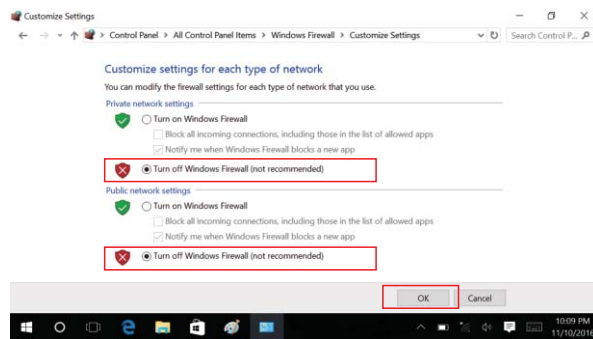 Customize Settings
Control Panel > All Control Panel Items > Windows Firewall > Customize Settings
Search Control P...
Customize settings for each type of network
You can modify the firewall settings for each type of network that you use.
Private network settings
Turn on Windows Firewall
Block all incoming connections, including those in the list of allowed apps
Notify me when Windows Firewall blocks a new app
Turn off Windows Firewall (not recommended)
Public network settings
Turn on Windows Firewall
Block all incoming connections, including those in the list of allowed apps
Notify me when Windows Firewall blocks a new app
Turn off Windows Firewall (not recommended)
OK Cancel
10:09 PM
11/10/2016